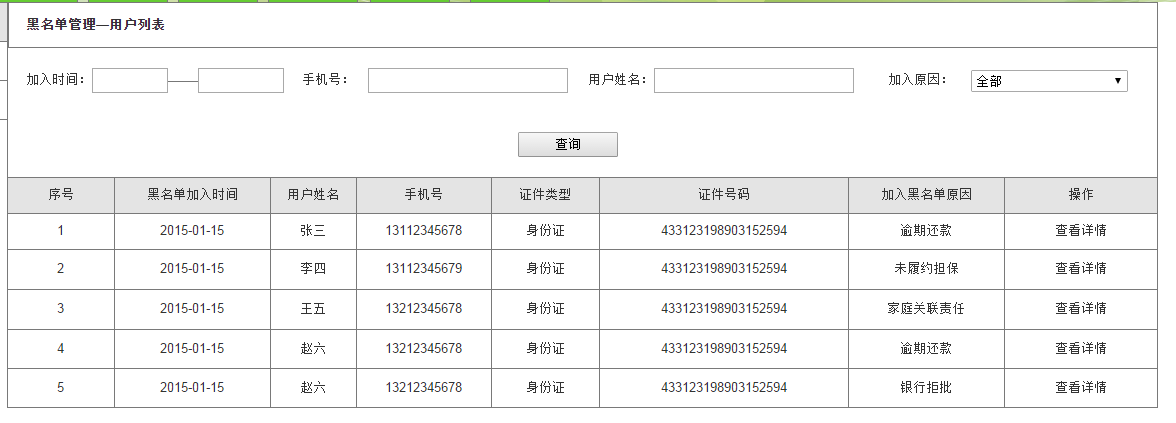 黑名单管理—用户列表
加入时间： —— 手机号： 用户姓名： 加入原因： 全部
查询
序号 黑名单加入时间 用户姓名 手机号 证件类型 证件号码 加入黑名单原因 操作
1 2015-01-15 张三 13112345678 身份证 433123198903152594 逾期还款 查看详情
2 2015-01-15 李四 13112345679 身份证 433123198903152594 未履约担保 查看详情
3 2015-01-15 王五 13212345678 身份证 433123198903152594 家庭关联责任 查看详情
4 2015-01-15 赵六 13212345678 身份证 433123198903152594 逾期还款 查看详情
5 2015-01-15 赵六 13212345678 身份证 433123198903152594 银行拒批 查看详情